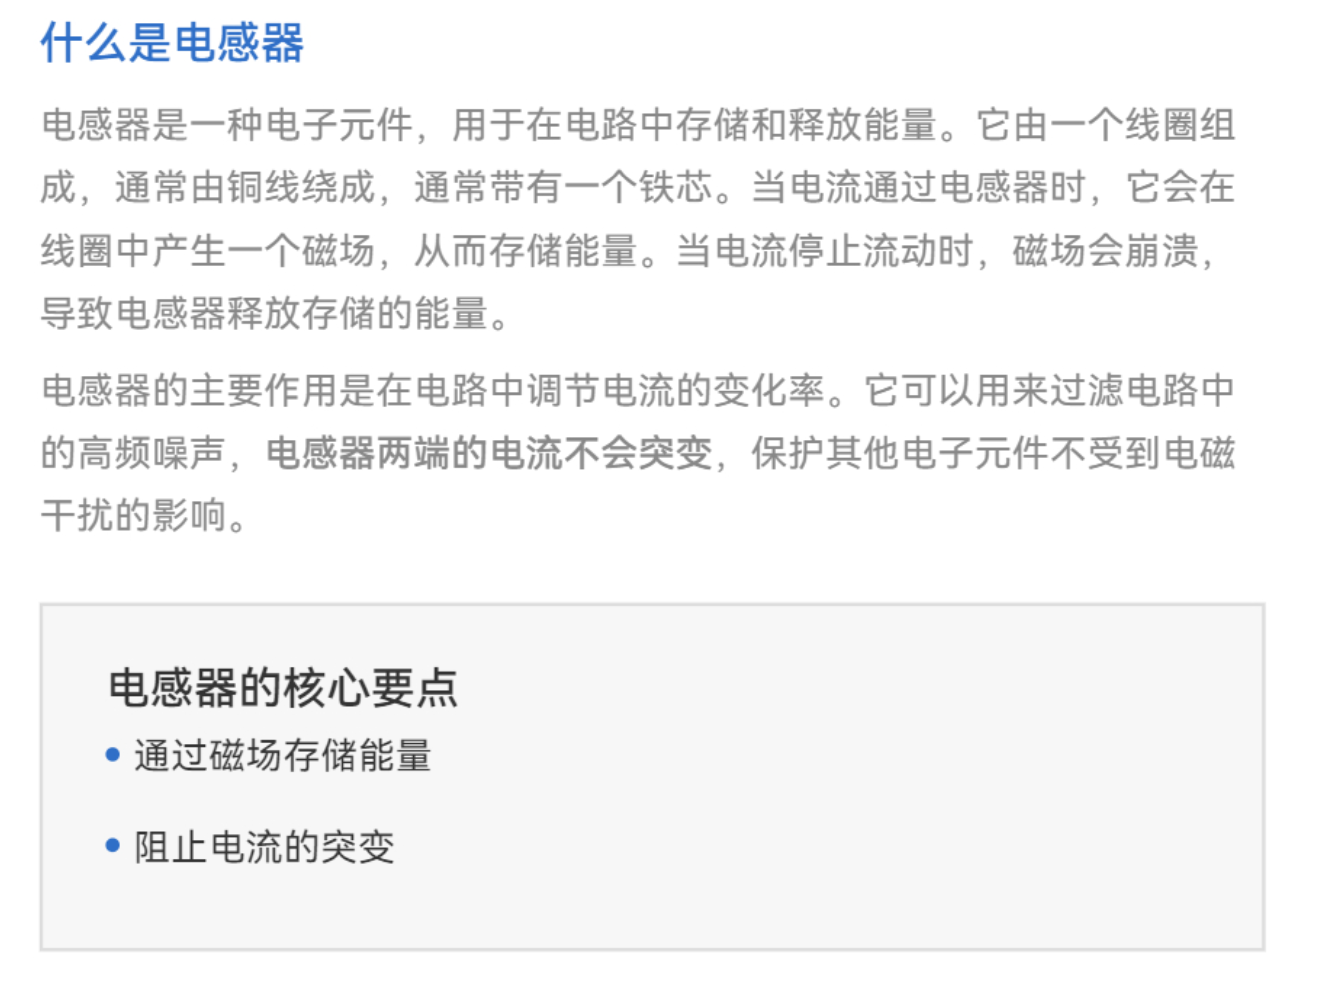 什么是电感器
电感器是一种电子元件，用于在电路中存储和释放能量。它由一个线圈组
成，通常由铜线绕成，通常带有一个铁芯。当电流通过电感器时，它会在
线圈中产生一个磁场，从而存储能量。当电流停止流动时，磁场会崩溃，
导致电感器释放存储的能量。
电感器的主要作用是在电路中调节电流的变化率。它可以用来过滤电路中
的高频噪声，电感器两端的电流不会突变，保护其他电子元件不受到电磁
干扰的影响。
电感器的核心要点
• 通过磁场存储能量
• 阻止电流的突变